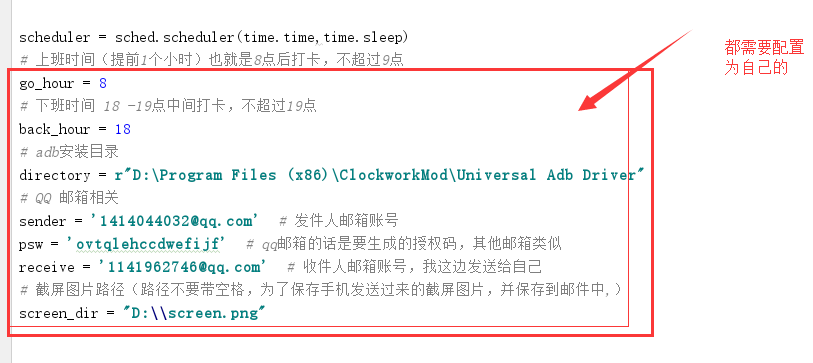 scheduler = sched.scheduler(time.time,time.sleep)
# 上班时间（提前1个小时）也就是8点后打卡，不超过9点
go_hour = 8
# 下班时间 18 -19点中间打卡，不超过19点
back_hour = 18
# adb安装目录
directory = r"D:\Program Files (x86)\ClockworkMod\Universal Adb Driver"
# QQ 邮箱相关
sender = '1414044032@qq.com'  # 发件人邮箱账号
psw = 'ovtqlehccdwefijf'  # qq邮箱的话是要生成的授权码，其他邮箱类似
receive = '1141962746@qq.com'  # 收件人邮箱账号，我这边发送给自己
# 截屏图片路径（路径不要带空格，为了保存手机发送过来的截屏图片，并保存到邮件中,）
screen_dir = "D:\\screen.png"
都需要配置
为自己的